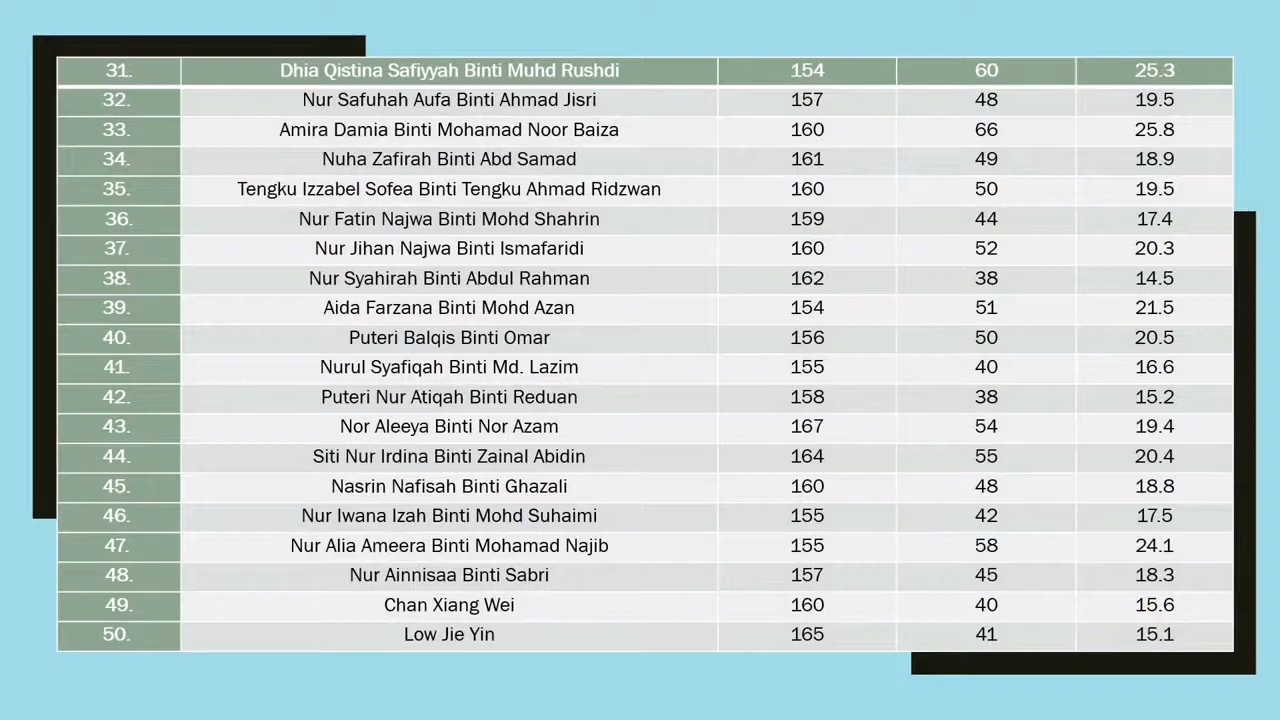 31. Dhia Qistina Safiyyah Binti Muhd Rushdi 154 60 25.3
32. Nur Safuhah Aufa Binti Ahmad Jisri 157 48 19.5
33. Amira Damia Binti Mohamad Noor Baiza 160 66 25.8
34. Nuha Zafirah Binti Abd Samad 161 49 18.9
35. Tengku Izzabel Sofea Binti Tengku Ahmad Ridzwan 160 50 19.5
36. Nur Fatin Najwa Binti Mohd Shahrin 159 44 17.4
37. Nur Jihan Najwa Binti Ismafaridi 160 52 20.3
38. Nur Syahirah Binti Abdul Rahman 162 38 14.5
39. Aida Farzana Binti Mohd Azan 154 51 21.5
40. Puteri Balqis Binti Omar 156 50 20.5
41. Nurul Syafiqah Binti Md. Lazim 155 40 16.6
42. Puteri Nur Atiqah Binti Reduan 158 38 15.2
43. Nor Aleeya Binti Nor Azam 167 54 19.4
44. Siti Nur Irdina Binti Zainal Abidin 164 55 20.4
45. Nasrin Nafisah Binti Ghazali 160 48 18.8
46. Nur Iwana Izah Binti Mohd Suhaimi 155 42 17.5
47. Nur Alia Ameera Binti Mohamad Najib 155 58 24.1
48. Nur Ainnisaa Binti Sabri 157 45 18.3
49. Chan Xiang Wei 160 40 15.6
50. Low Jie Yin 165 41 15.1